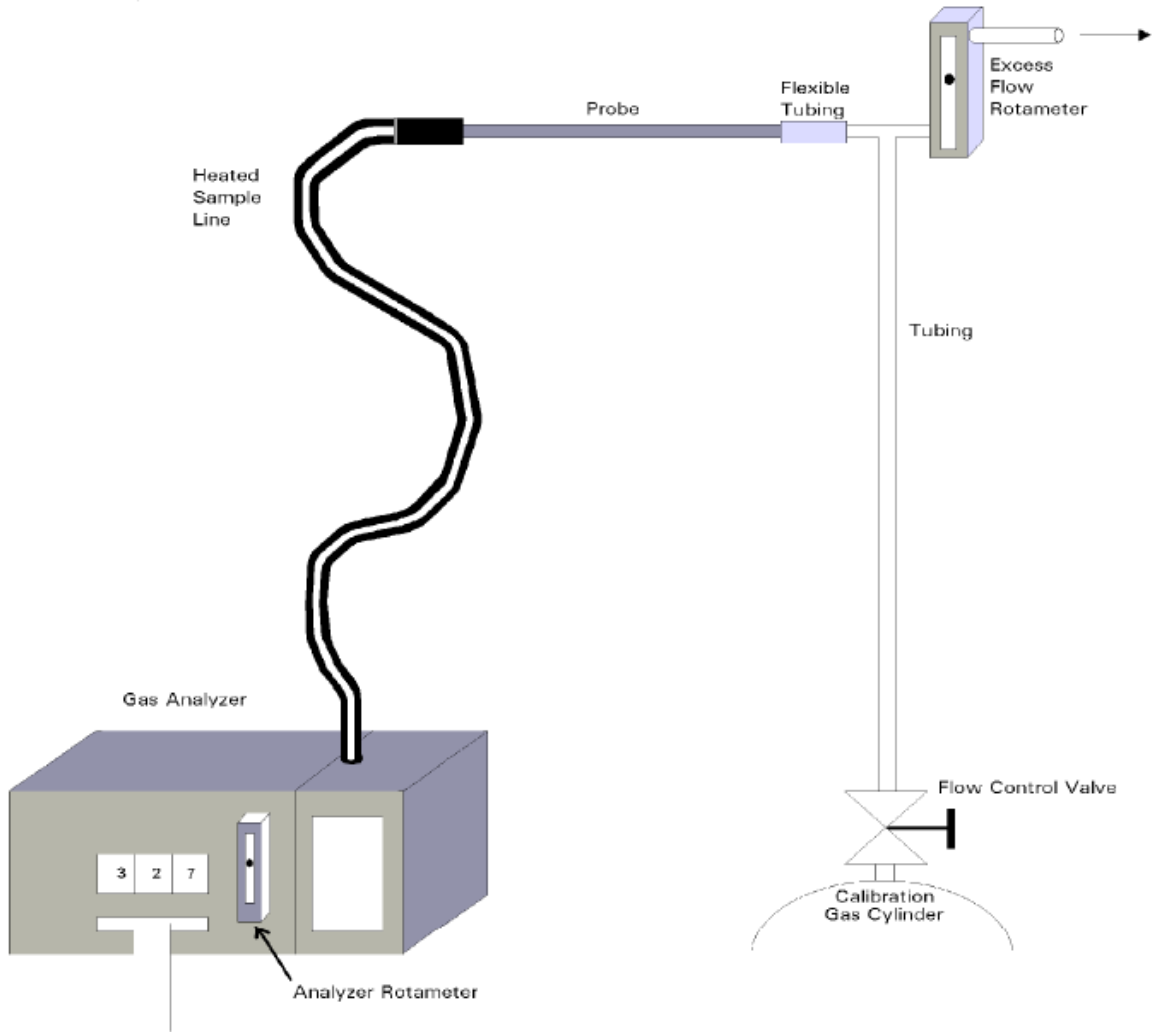 Excess
Flow
Rotameter
Flexible
Tubing
Probe
Heated
Sample
Line
Tubing
Gas Analyzer
Flow Control Valve
3 2 7
Calibration
Gas Cylinder
Analyzer Rotameter